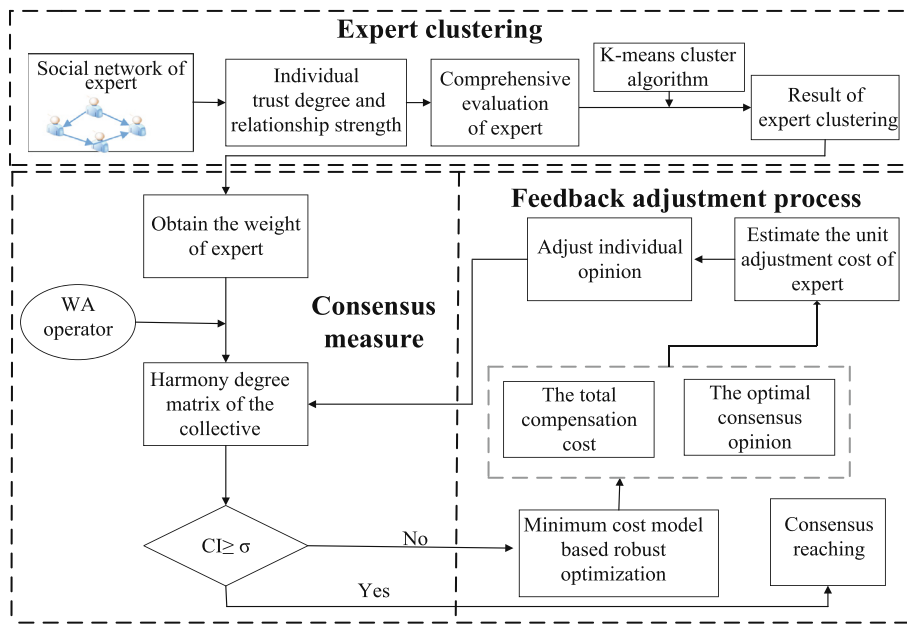 Expert clustering
Social network of
expert
Individual
trust degree and
relationship strength
Comprehensive
evaluation
of expert
K-means cluster
algorithm
Result of
expert clustering
Obtain the weight
of expert
WA
operator
Consensus
measure
Harmony degree
matrix of the
collective
CI≥ σ
No
Yes
Feedback adjustment process
Adjust individual
opinion
Estimate the unit
adjustment cost of
expert
The total
compensation
cost
The optimal
consensus
opinion
Minimum cost model
based robust
optimization
Consensus
reaching